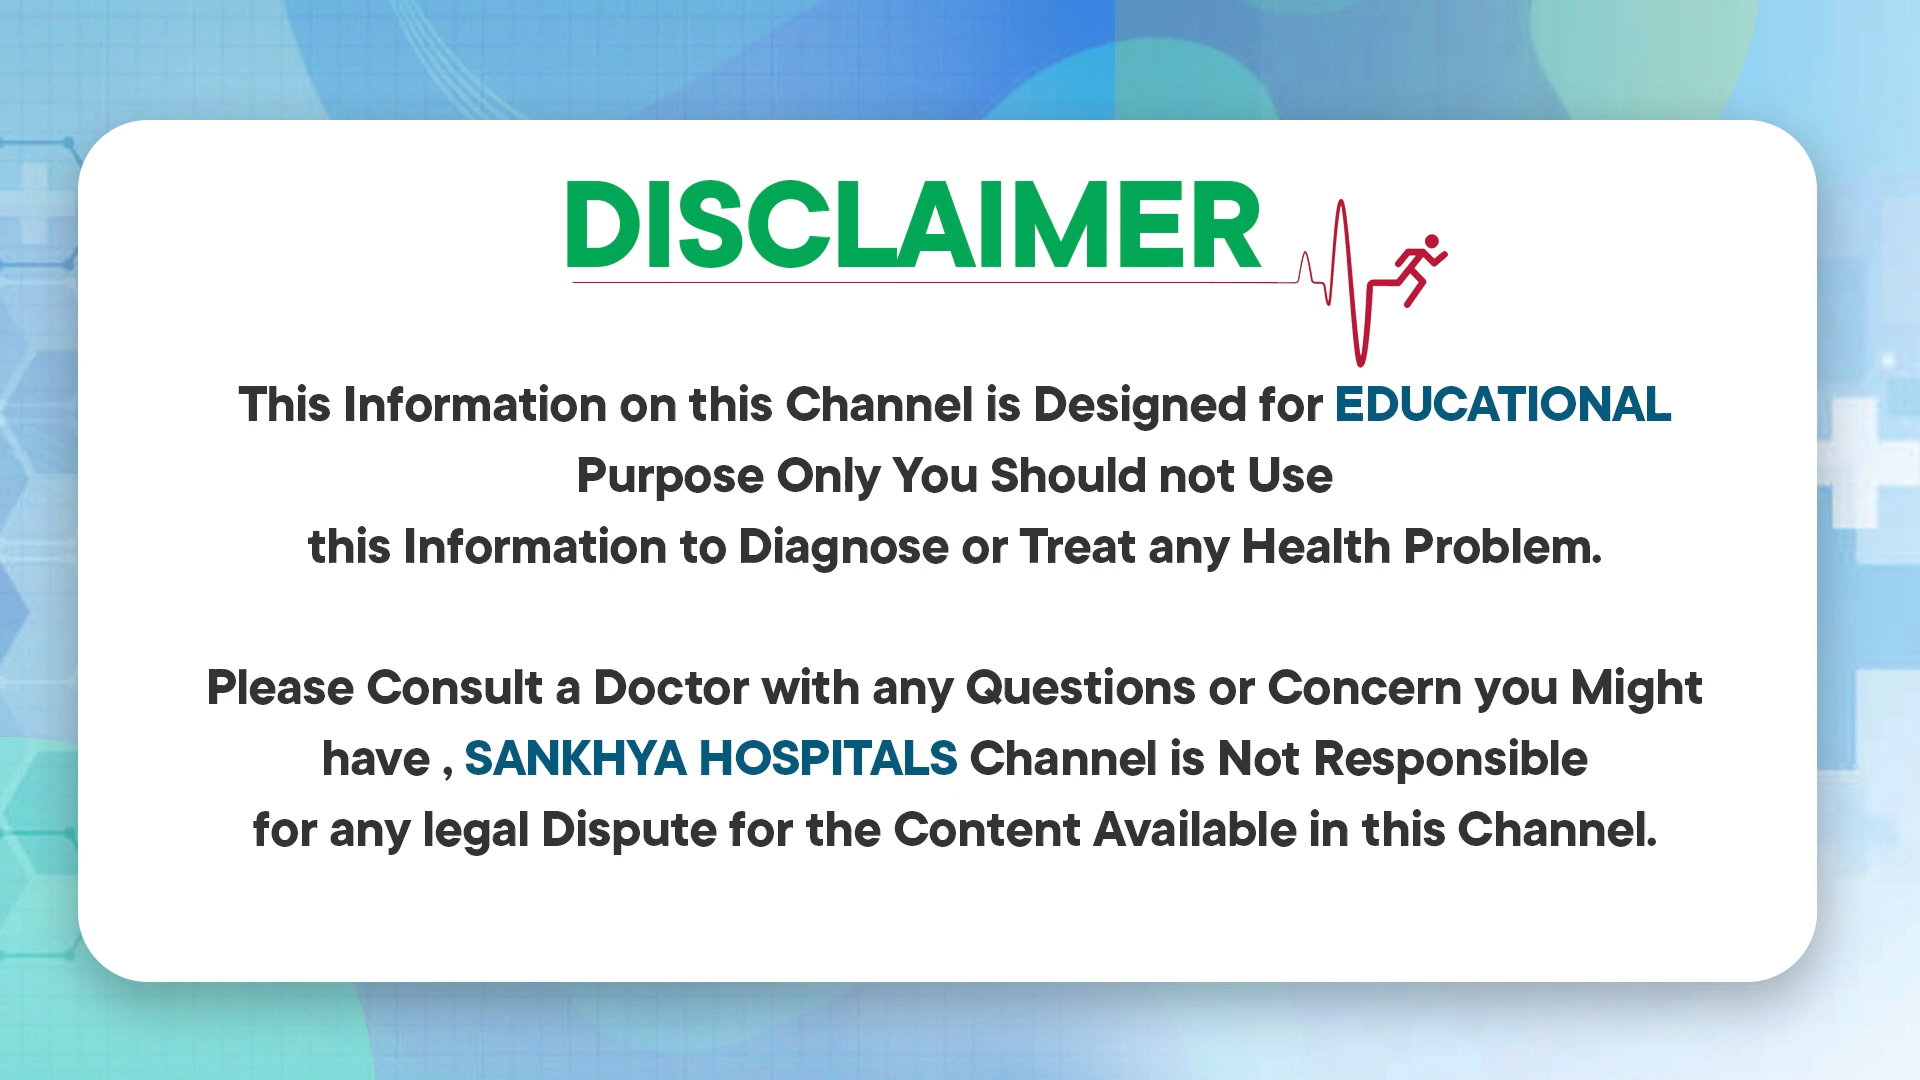 DISCLAIMER
This Information on this Channel is Designed for EDUCATIONAL
Purpose Only You Should not Use
this Information to Diagnose or Treat any Health Problem.
Please Consult a Doctor with any Questions or Concern you Might
have , SANKHYA HOSPITALS Channel is Not Responsible
for any legal Dispute for the Content Available in this Channel.